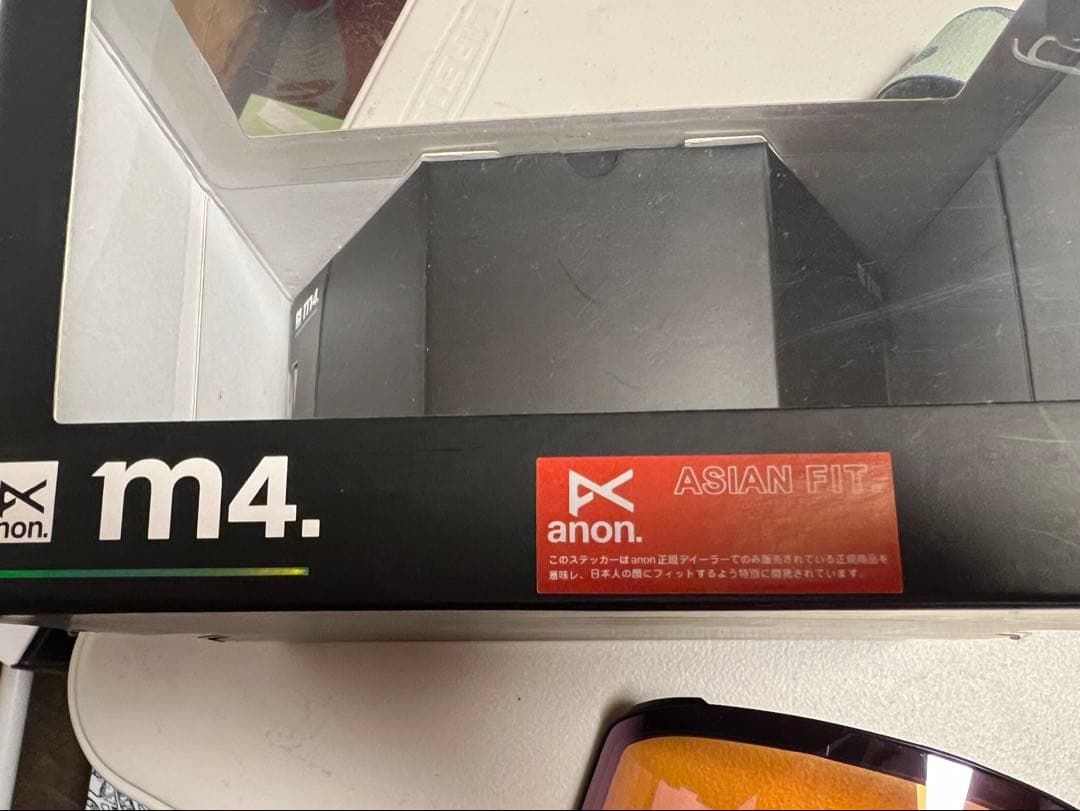 m4.
anon.
m4.
ASIAN FIT
anon.
このステッカーはanon正規デイーラーでのみ販売されている正規商品を
意味し、日本人の顔にフィットするよう特別に開発されています。